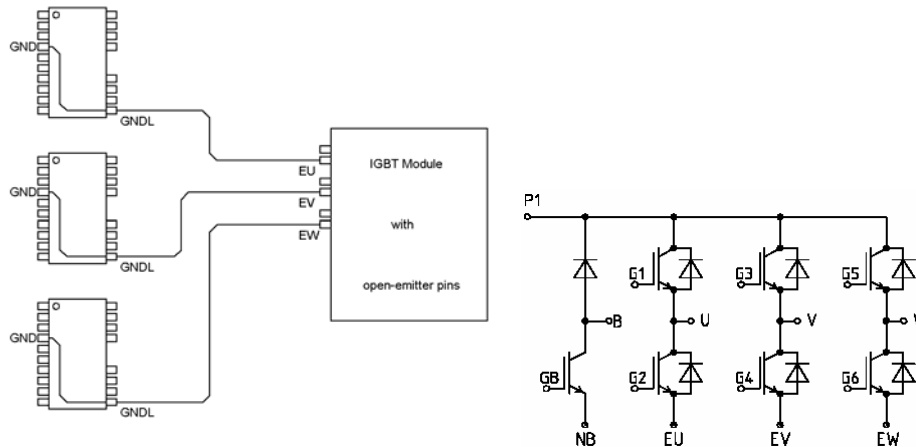 GND
GNDL
GND
GNDL
GNDL
EU
EV
EW
IGBT Module
with
open-emitter pins
P1
G1
G3
G5
B
U
V
GB
G2
G4
G6
NB
EU
EV
EW